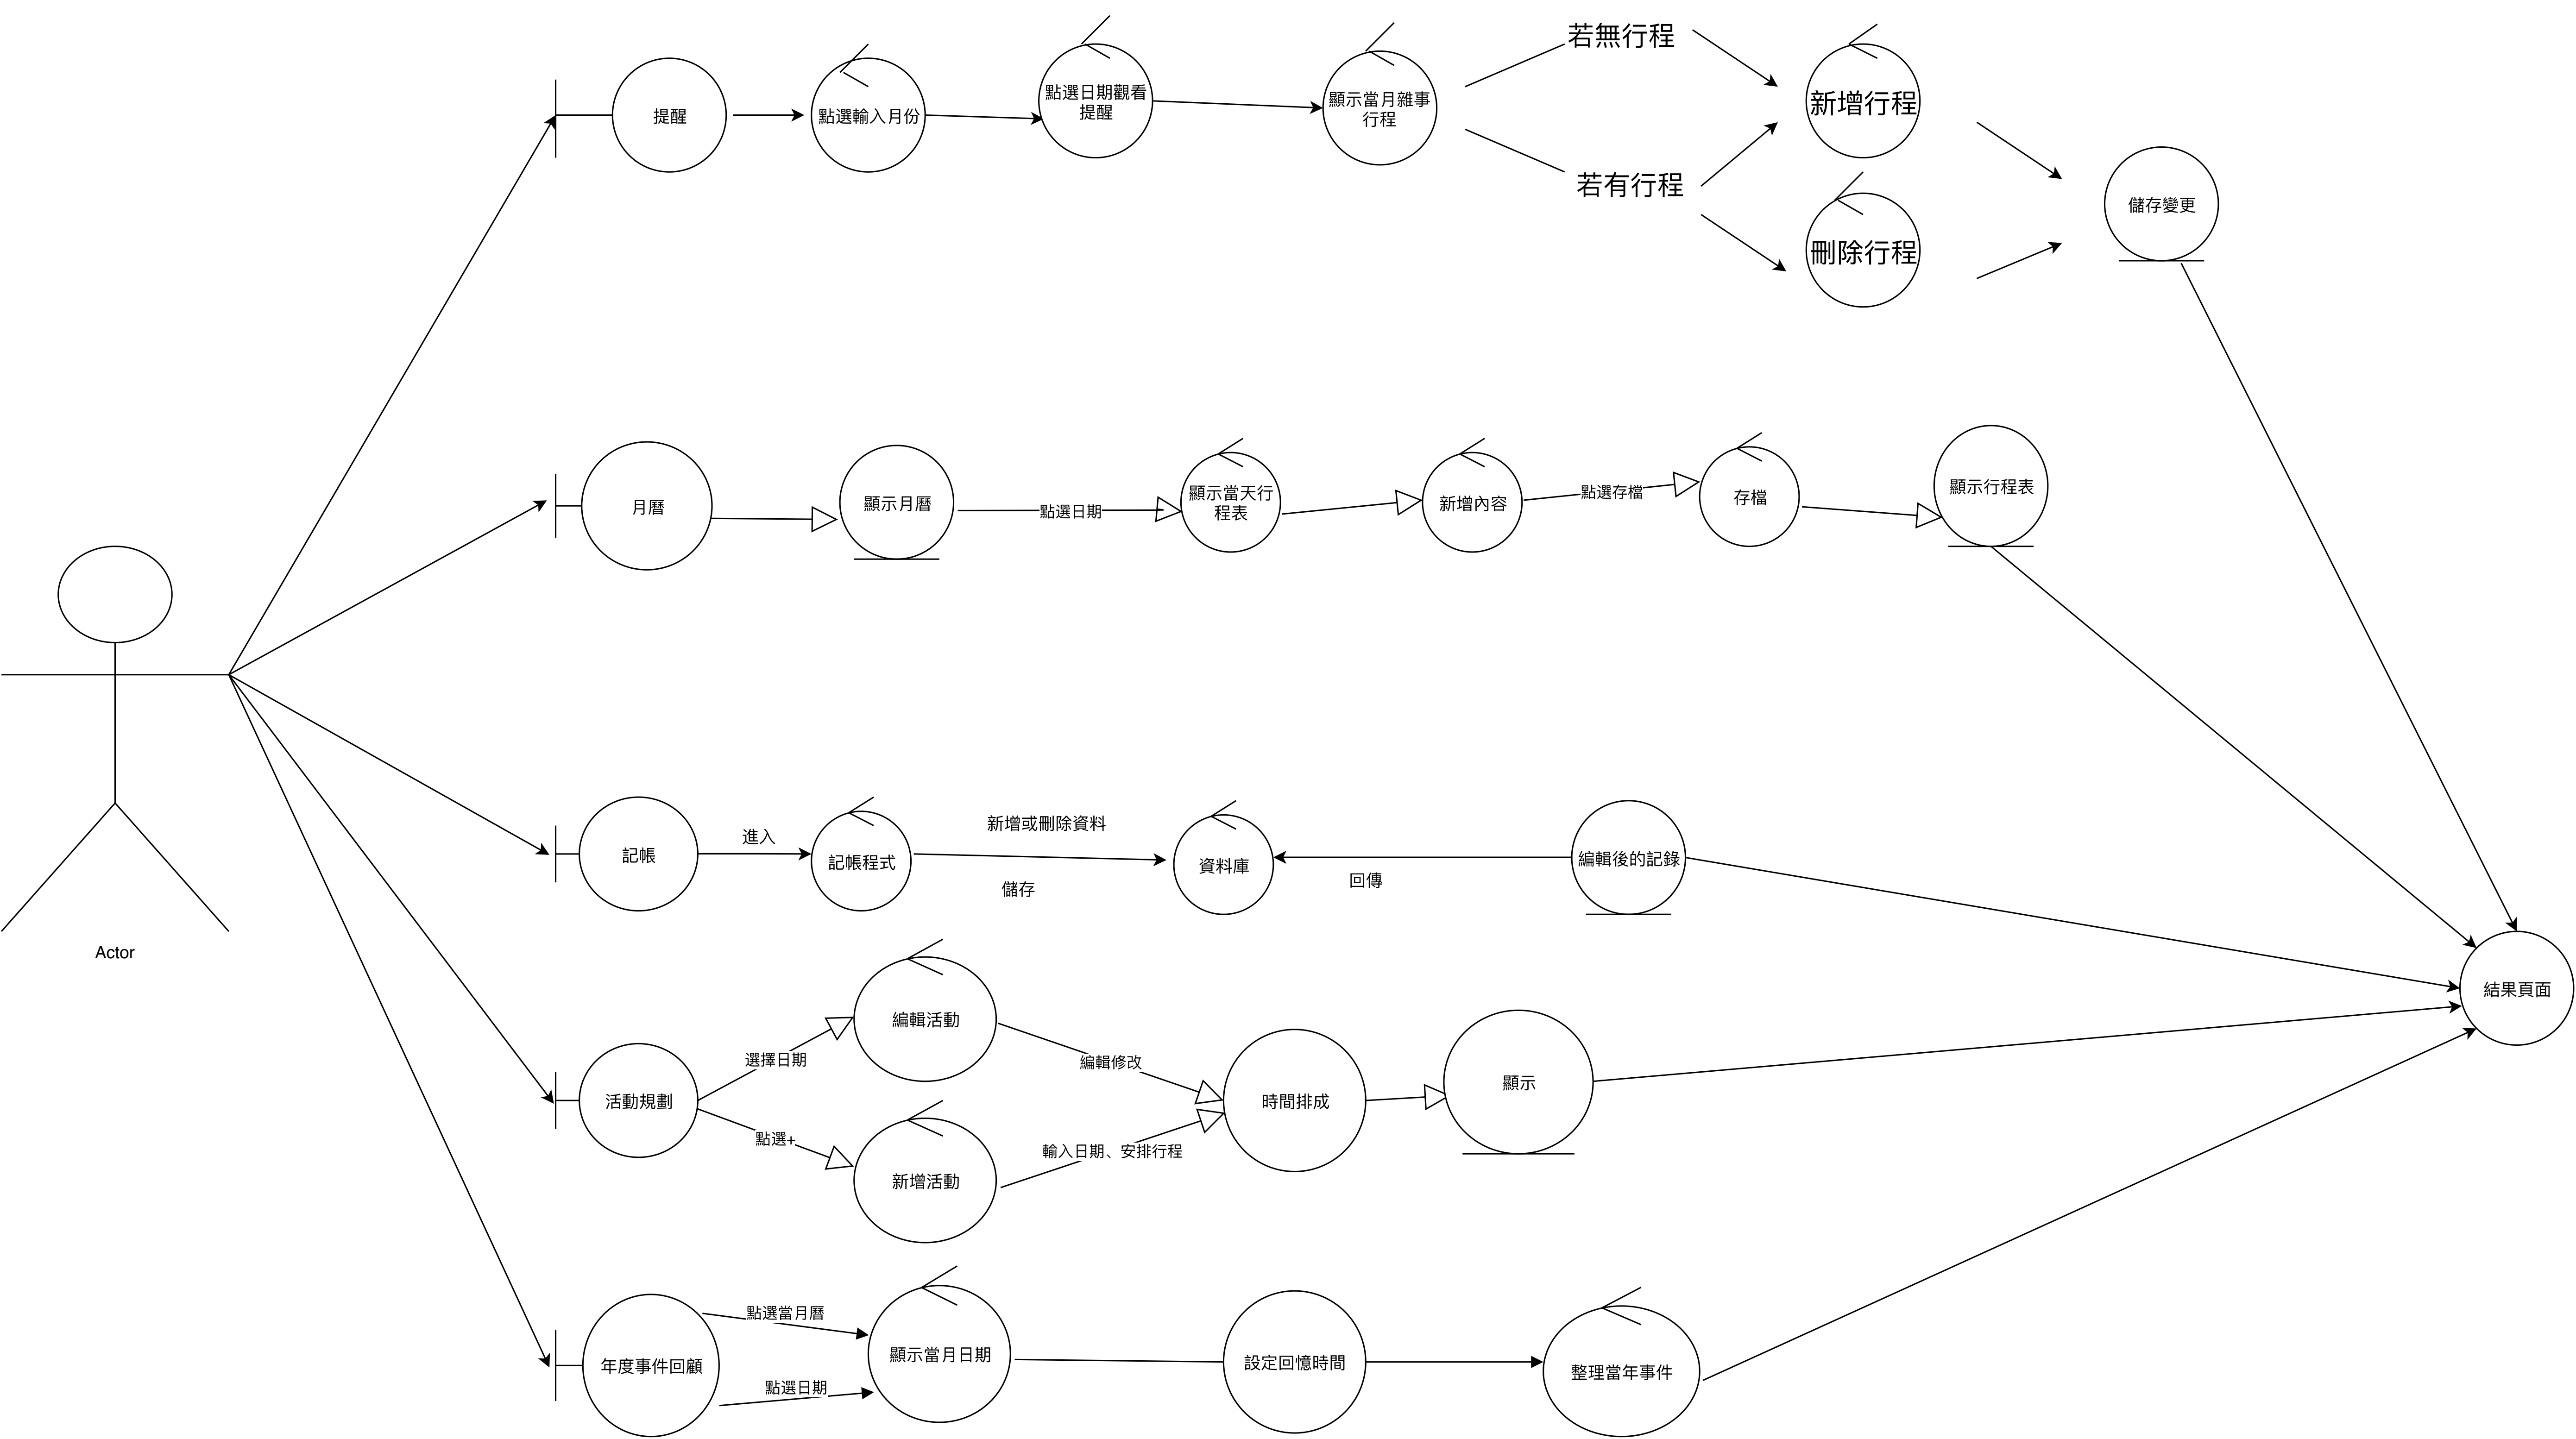 若無行程
提醒
點選輸入月份
點選日期觀看
提醒
顯示當月雜事
行程
新增行程
若有行程
刪除行程
儲存變更
月曆
顯示月曆
點選日期
顯示當天行
程表
新增內容
點選存檔
存檔
顯示行程表
Actor
記帳
進入
記帳程式
新增或刪除資料
儲存
資料庫
回傳
編輯後的記錄
結果頁面
活動規劃
選擇日期
點選+
編輯活動
新增活動
編輯修改
輸入日期、安排行程
時間排成
顯示
年度事件回顧
點選當月曆
點選日期
顯示當月日期
設定回憶時間
整理當年事件